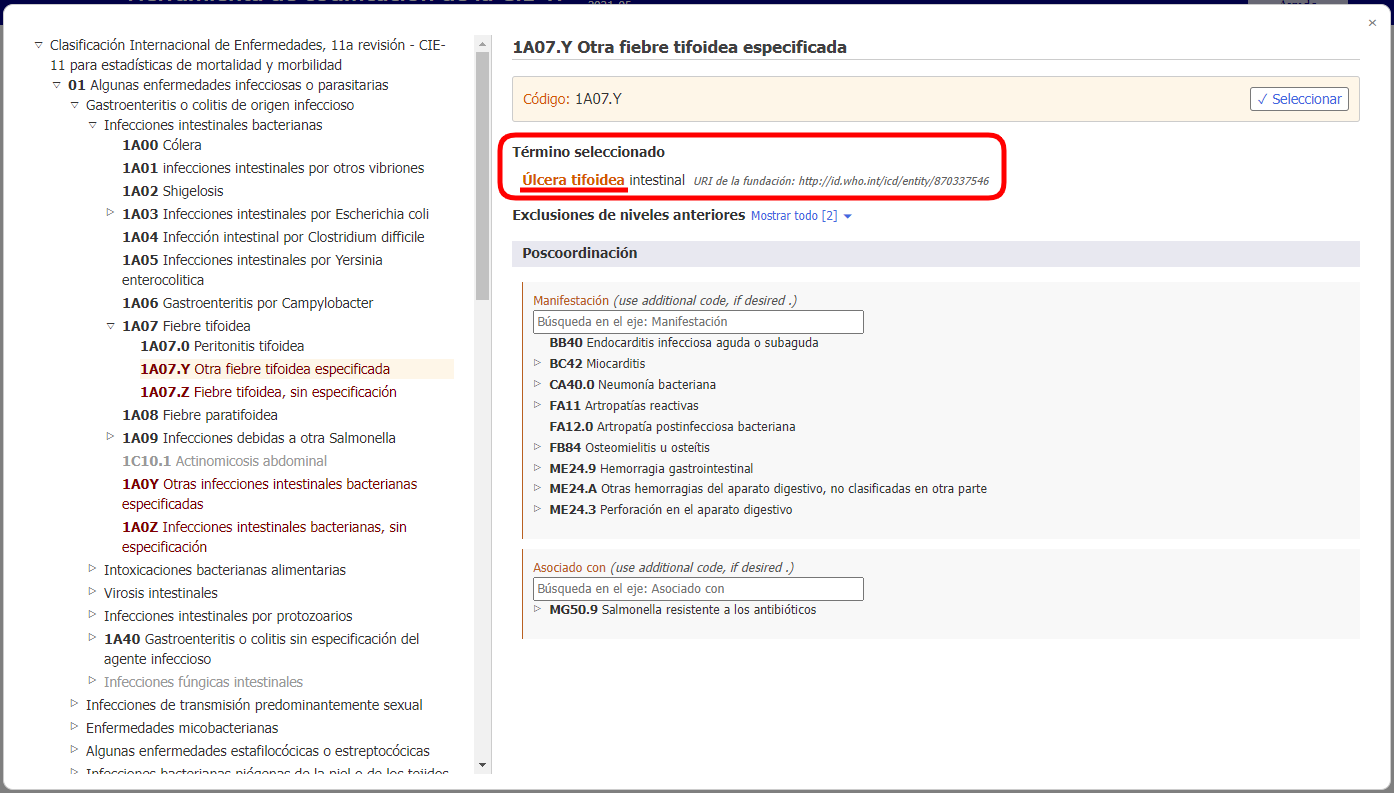 2021-05
×
Clasificación Internacional de Enfermedades, 11a revisión - CIE-
11 para estadísticas de mortalidad y morbilidad
01 Algunas enfermedades infecciosas o parasitarias
Gastroenteritis o colitis de origen infeccioso
Infecciones intestinales bacterianas
1A00 Cólera
1A01 infecciones intestinales por otros vibriones
1A02 Shigelosis
1A03 Infecciones intestinales por Escherichia coli
1A04 Infección intestinal por Clostridium difficile
1A05 Infecciones intestinales por Yersinia
enterocolitica
1A06 Gastroenteritis por Campylobacter
1A07 Fiebre tifoidea
1A07.0 Peritonitis tifoidea
1A07.Y Otra fiebre tifoidea especificada
1A07.Z Fiebre tifoidea, sin especificación
1A08 Fiebre paratifoidea
1A09 Infecciones debidas a otra Salmonella
1C10.1 Actinomicosis abdominal
1A0Y Otras infecciones intestinales bacterianas
especificadas
1A0Z Infecciones intestinales bacterianas, sin
especificación
Intoxicaciones bacterianas alimentarias
Virosis intestinales
Infecciones intestinales por protozoarios
1A40 Gastroenteritis o colitis sin especificación del
agente infeccioso
Infecciones fúngicas intestinales
Infecciones de transmisión predominantemente sexual
Enfermedades micobacterianas
Algunas enfermedades estafilocócicas o estreptocócicas
Infecciones bacterianas piógenas de la piel o de los tejidos
1A07.Y Otra fiebre tifoidea especificada
Código: 1A07.Y
✓ Seleccionar
Término seleccionado
Úlcera tifoidea intestinal URI de la fundación: http://id.who.int/icd/entity/870337546
Exclusiones de niveles anteriores Mostrar todo [2]
Poscoordinación
Manifestación (use additional code, if desired .)
Búsqueda en el eje: Manifestación
BB40 Endocarditis infecciosa aguda o subaguda
BC42 Miocarditis
CA40.0 Neumonía bacteriana
FA11 Artropatías reactivas
FA12.0 Artropatía postinfecciosa bacteriana
FB84 Osteomielitis u osteítis
ME24.9 Hemorragia gastrointestinal
ME24.A Otras hemorragias del aparato digestivo, no clasificadas en otra parte
ME24.3 Perforación en el aparato digestivo
Asociado con (use additional code, if desired .)
Búsqueda en el eje: Asociado con
MG50.9 Salmonella resistente a los antibióticos